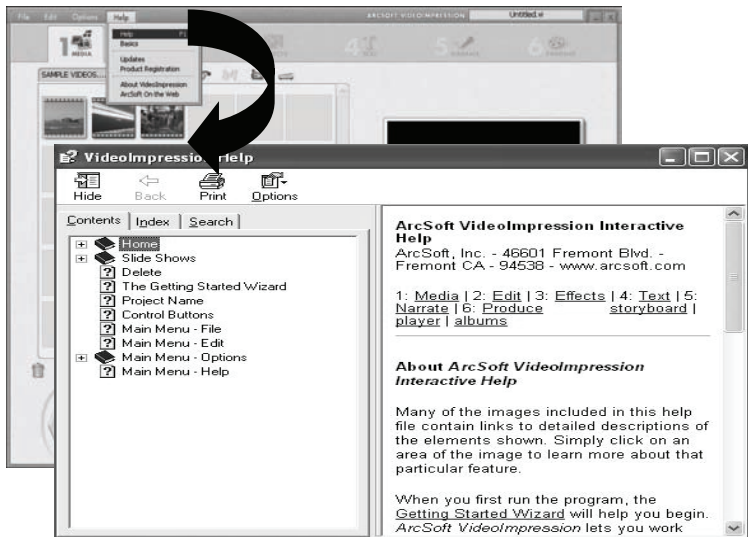 File Edit Options Help
ARCSOFT VIDEOIMPRESSION
Untitled.vi
Help F1
Basics
Updates
Product Registration
About VideoImpression
ArcSoft On the Web
1 MEDIA
4 TEXT
5
6
SAMPLE VIDEOS...
VideoImpression Help
Hide Back Print Options
Contents Index Search
Home
Slide Shows
Delete
The Getting Started Wizard
Project Name
Control Buttons
Main Menu - File
Main Menu - Edit
Main Menu - Options
Main Menu - Help
ArcSoft VideoImpression Interactive
Help
ArcSoft, Inc. - 46601 Fremont Blvd. -
Fremont CA - 94538 - www.arcsoft.com
1: Media | 2: Edit | 3: Effects | 4: Text | 5:
Narrate | 6: Produce storyboard |
player | albums
About ArcSoft VideoImpression
Interactive Help
Many of the images included in this help
file contain links to detailed descriptions of
the elements shown. Simply click on an
area of the image to learn more about that
particular feature.
When you first run the program, the
Getting Started Wizard will help you begin.
ArcSoft VideoImpression lets you work